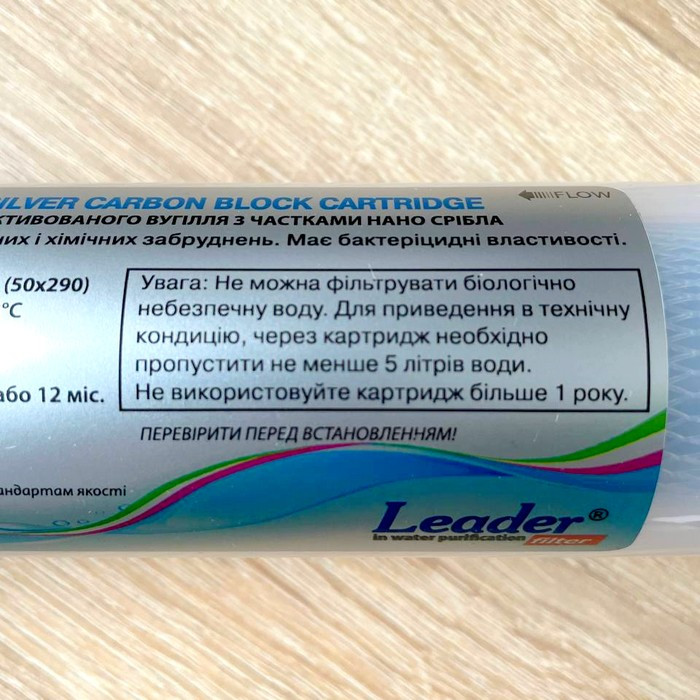 SILVER CARBON BLOCK CARTRIDGE
FLOW
КТИВОВАНОГО ВУГІЛЛЯ З ЧАСТКАМИ НАНО СРІБЛА
них і хімічних забруднень. Має бактеріцидні властивості.
(50x290)
°C
або 12 міс.
Увага: Не можна фільтрувати біологічно
небезпечну воду. Для приведення в технічну
кондицію, через картридж необхідно
пропустити не менше 5 літрів води.
Не використовуйте картридж більше 1 року.
ПЕРЕВІРИТИ ПЕРЕД ВСТАНОВЛЕННЯМ!
андартам якості
Leader®
in water purification filter